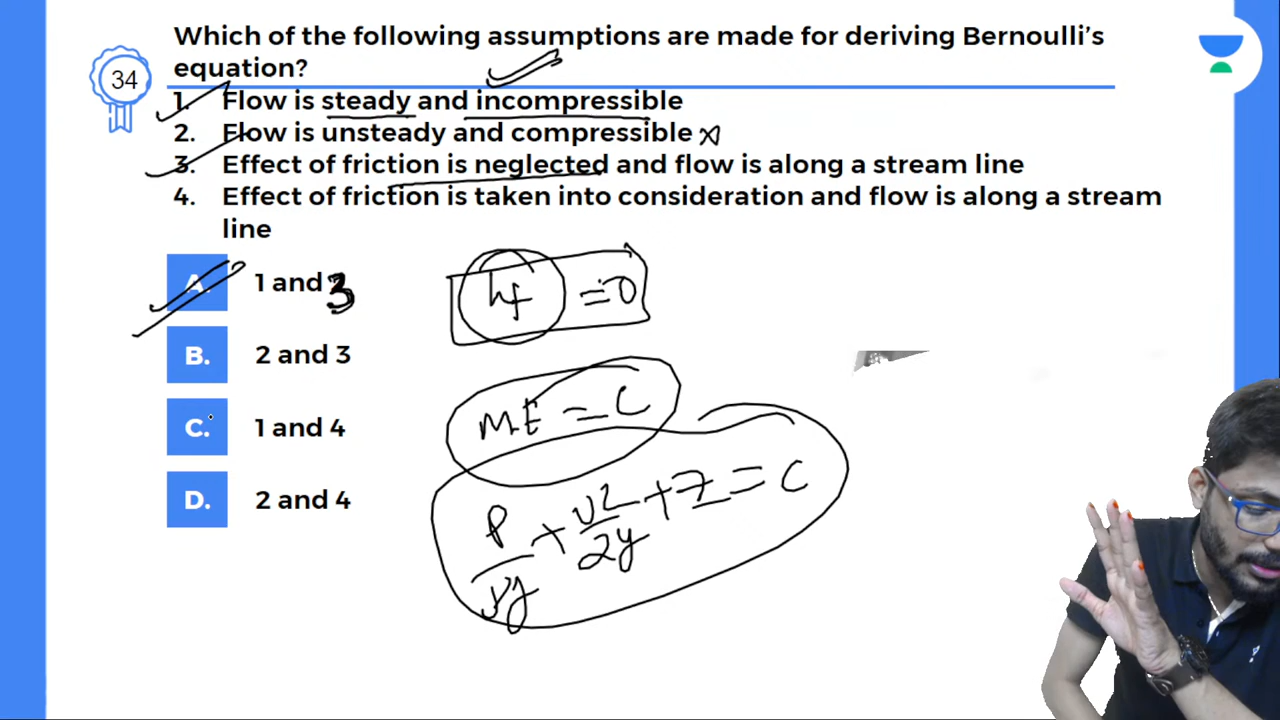 Which of the following assumptions are made for deriving Bernoulli's
equation?
34
1. Flow is steady and incompressible
2. Flow is unsteady and compressible x
3. Effect of friction is neglected and flow is along a stream line
4. Effect of friction is taken into consideration and flow is along a stream
line
A. 1 and 3
hf = 0
B. 2 and 3
ME = C
C. 1 and 4
D. 2 and 4
P/ρg + v²/2g + Z = C